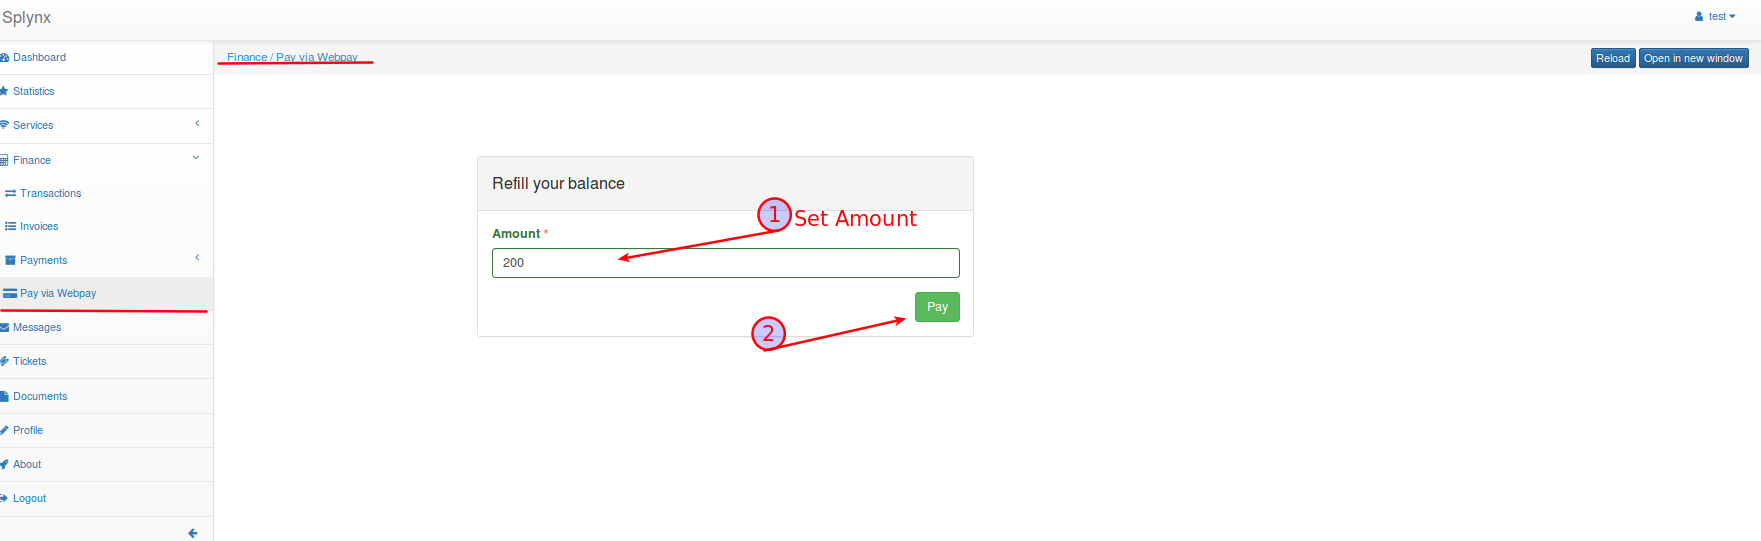 Splynx
test
Dashboard
Finance / Pay via Webpay
Reload
Open in new window
Statistics
Services
Finance
Transactions
Invoices
Payments
Pay via Webpay
Messages
Tickets
Documents
Profile
About
Logout
Refill your balance
1 Set Amount
Amount *
200
Pay
2